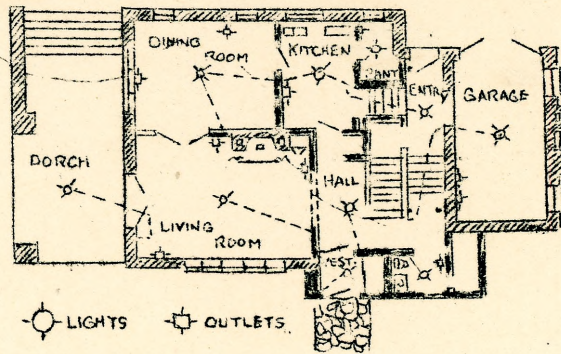 DINING
ROOM
KITCHEN
PANT
ENTRY
GARAGE
PORCH
HALL
LIVING
ROOM
VEST
LIGHTS
OUTLETS